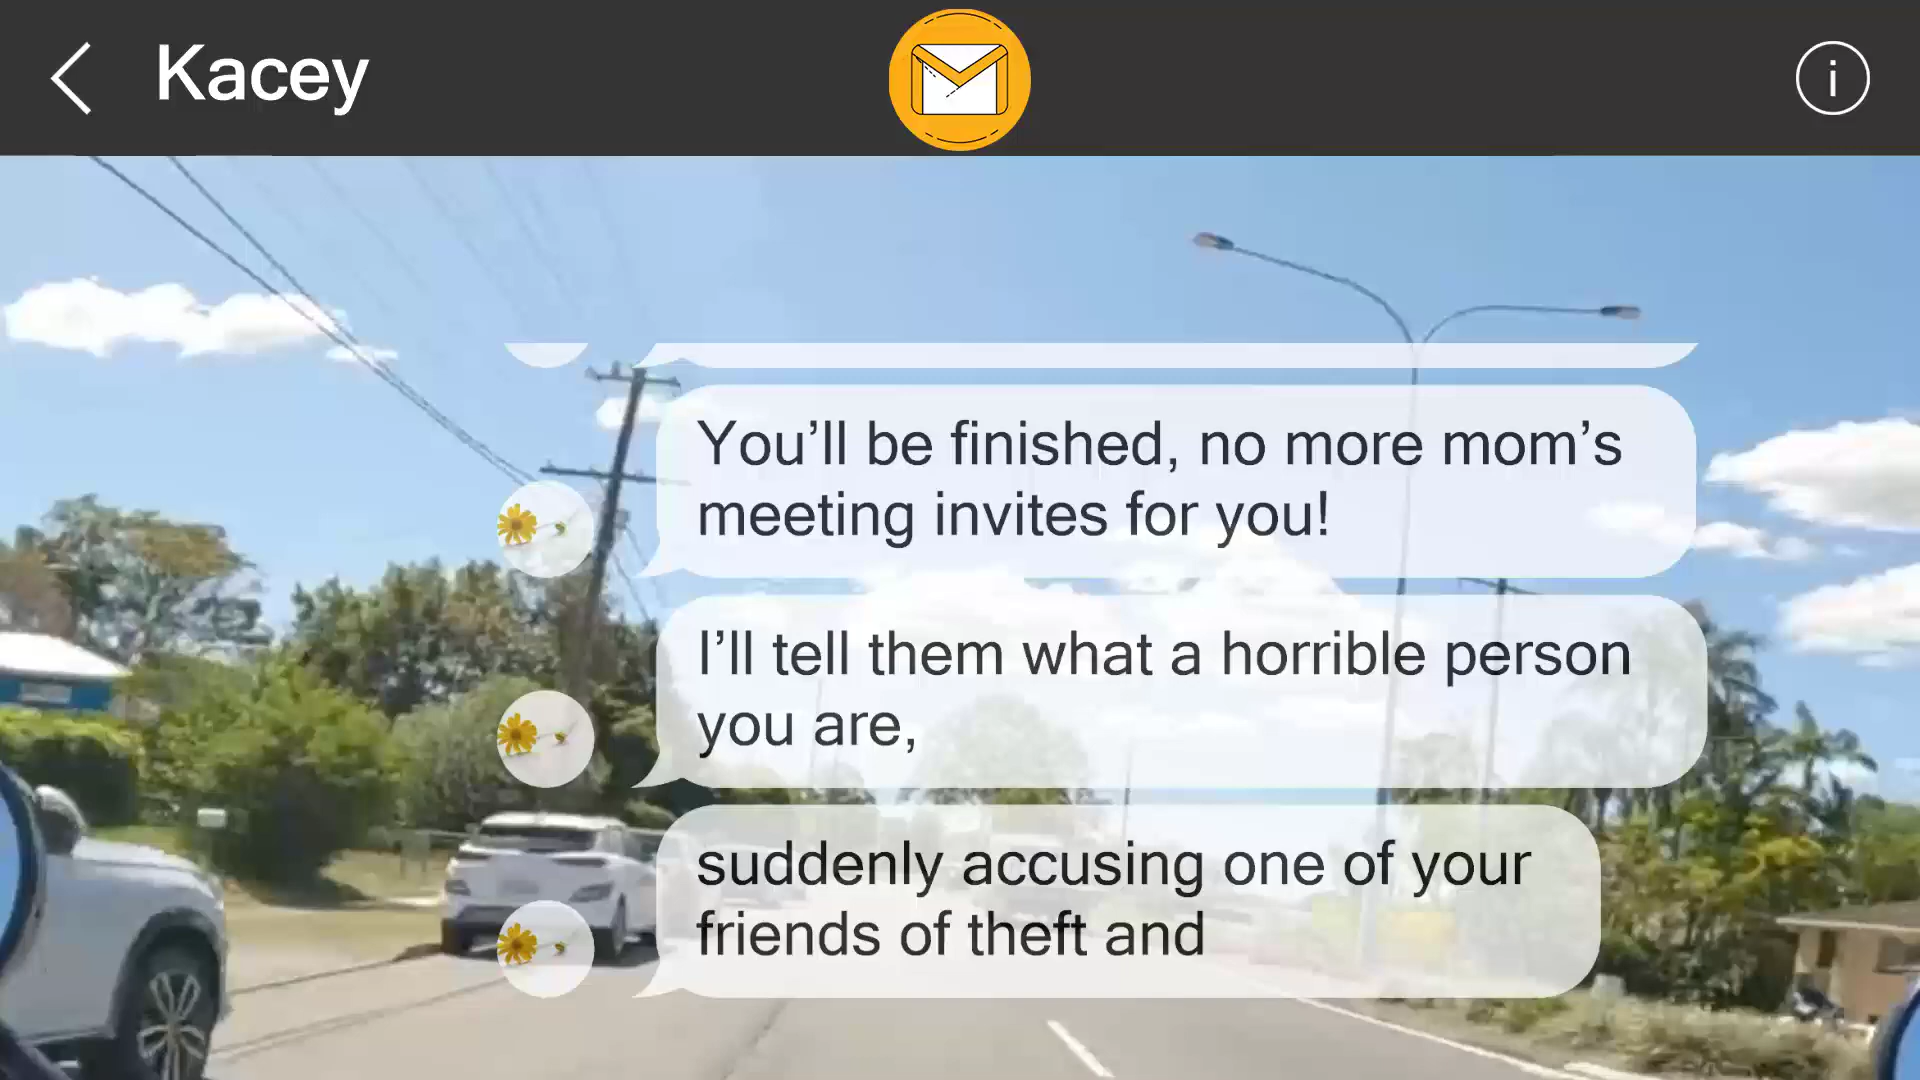 Kacey
i
You’ll be finished, no more mom’s
meeting invites for you!
I’ll tell them what a horrible person
you are,
suddenly accusing one of your
friends of theft and